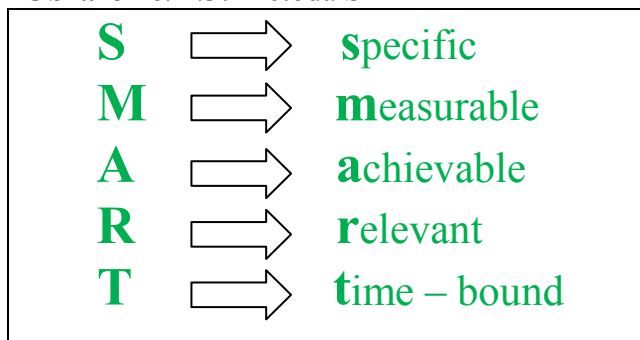 S specific
M measurable
A achievable
R relevant
T time – bound